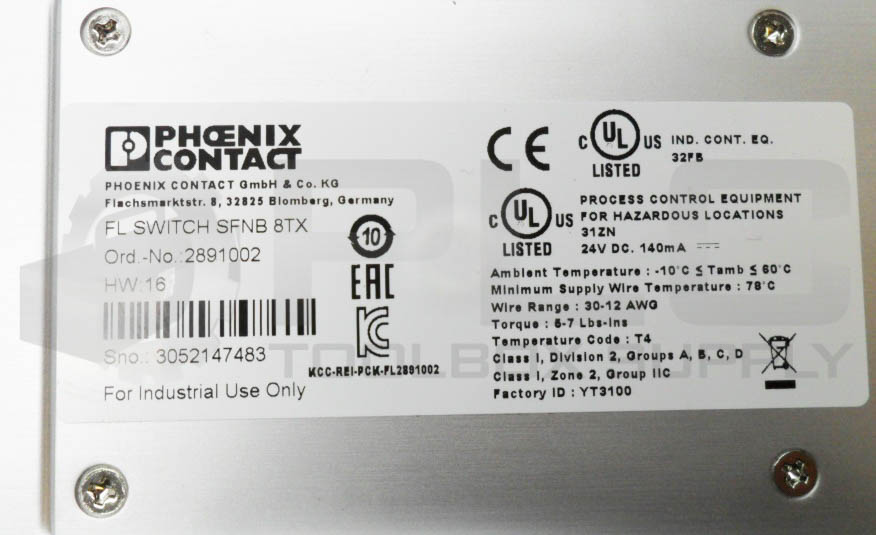 PHOENIX
CONTACT
PHOENIX CONTACT GmbH & Co. KG
Flachsmarktstr. 8, 32825 Blomberg, Germany
FL SWITCH SFNB 8TX
Ord.-No.:2891002
HW:16
Sno.: 3052147483
For Industrial Use Only
10
EAC
KCC-REI-PCK-FL2891002
CE
C UL US
LISTED
IND. CONT. EQ.
32FB
C UL US
LISTED
PROCESS CONTROL EQUIPMENT
FOR HAZARDOUS LOCATIONS
31ZN
24V DC. 140mA
Ambient Temperature : -10°C ≤ Tamb ≤ 60°C
Minimum Supply Wire Temperature : 78°C
Wire Range : 30-12 AWG
Torque : 5-7 Lbs-Ins
Temperature Code : T4
Class I, Division 2, Groups A, B, C, D
Class I, Zone 2, Group IIC
Factory ID : YT3100
PLC
TOOLBOX SUPPLY